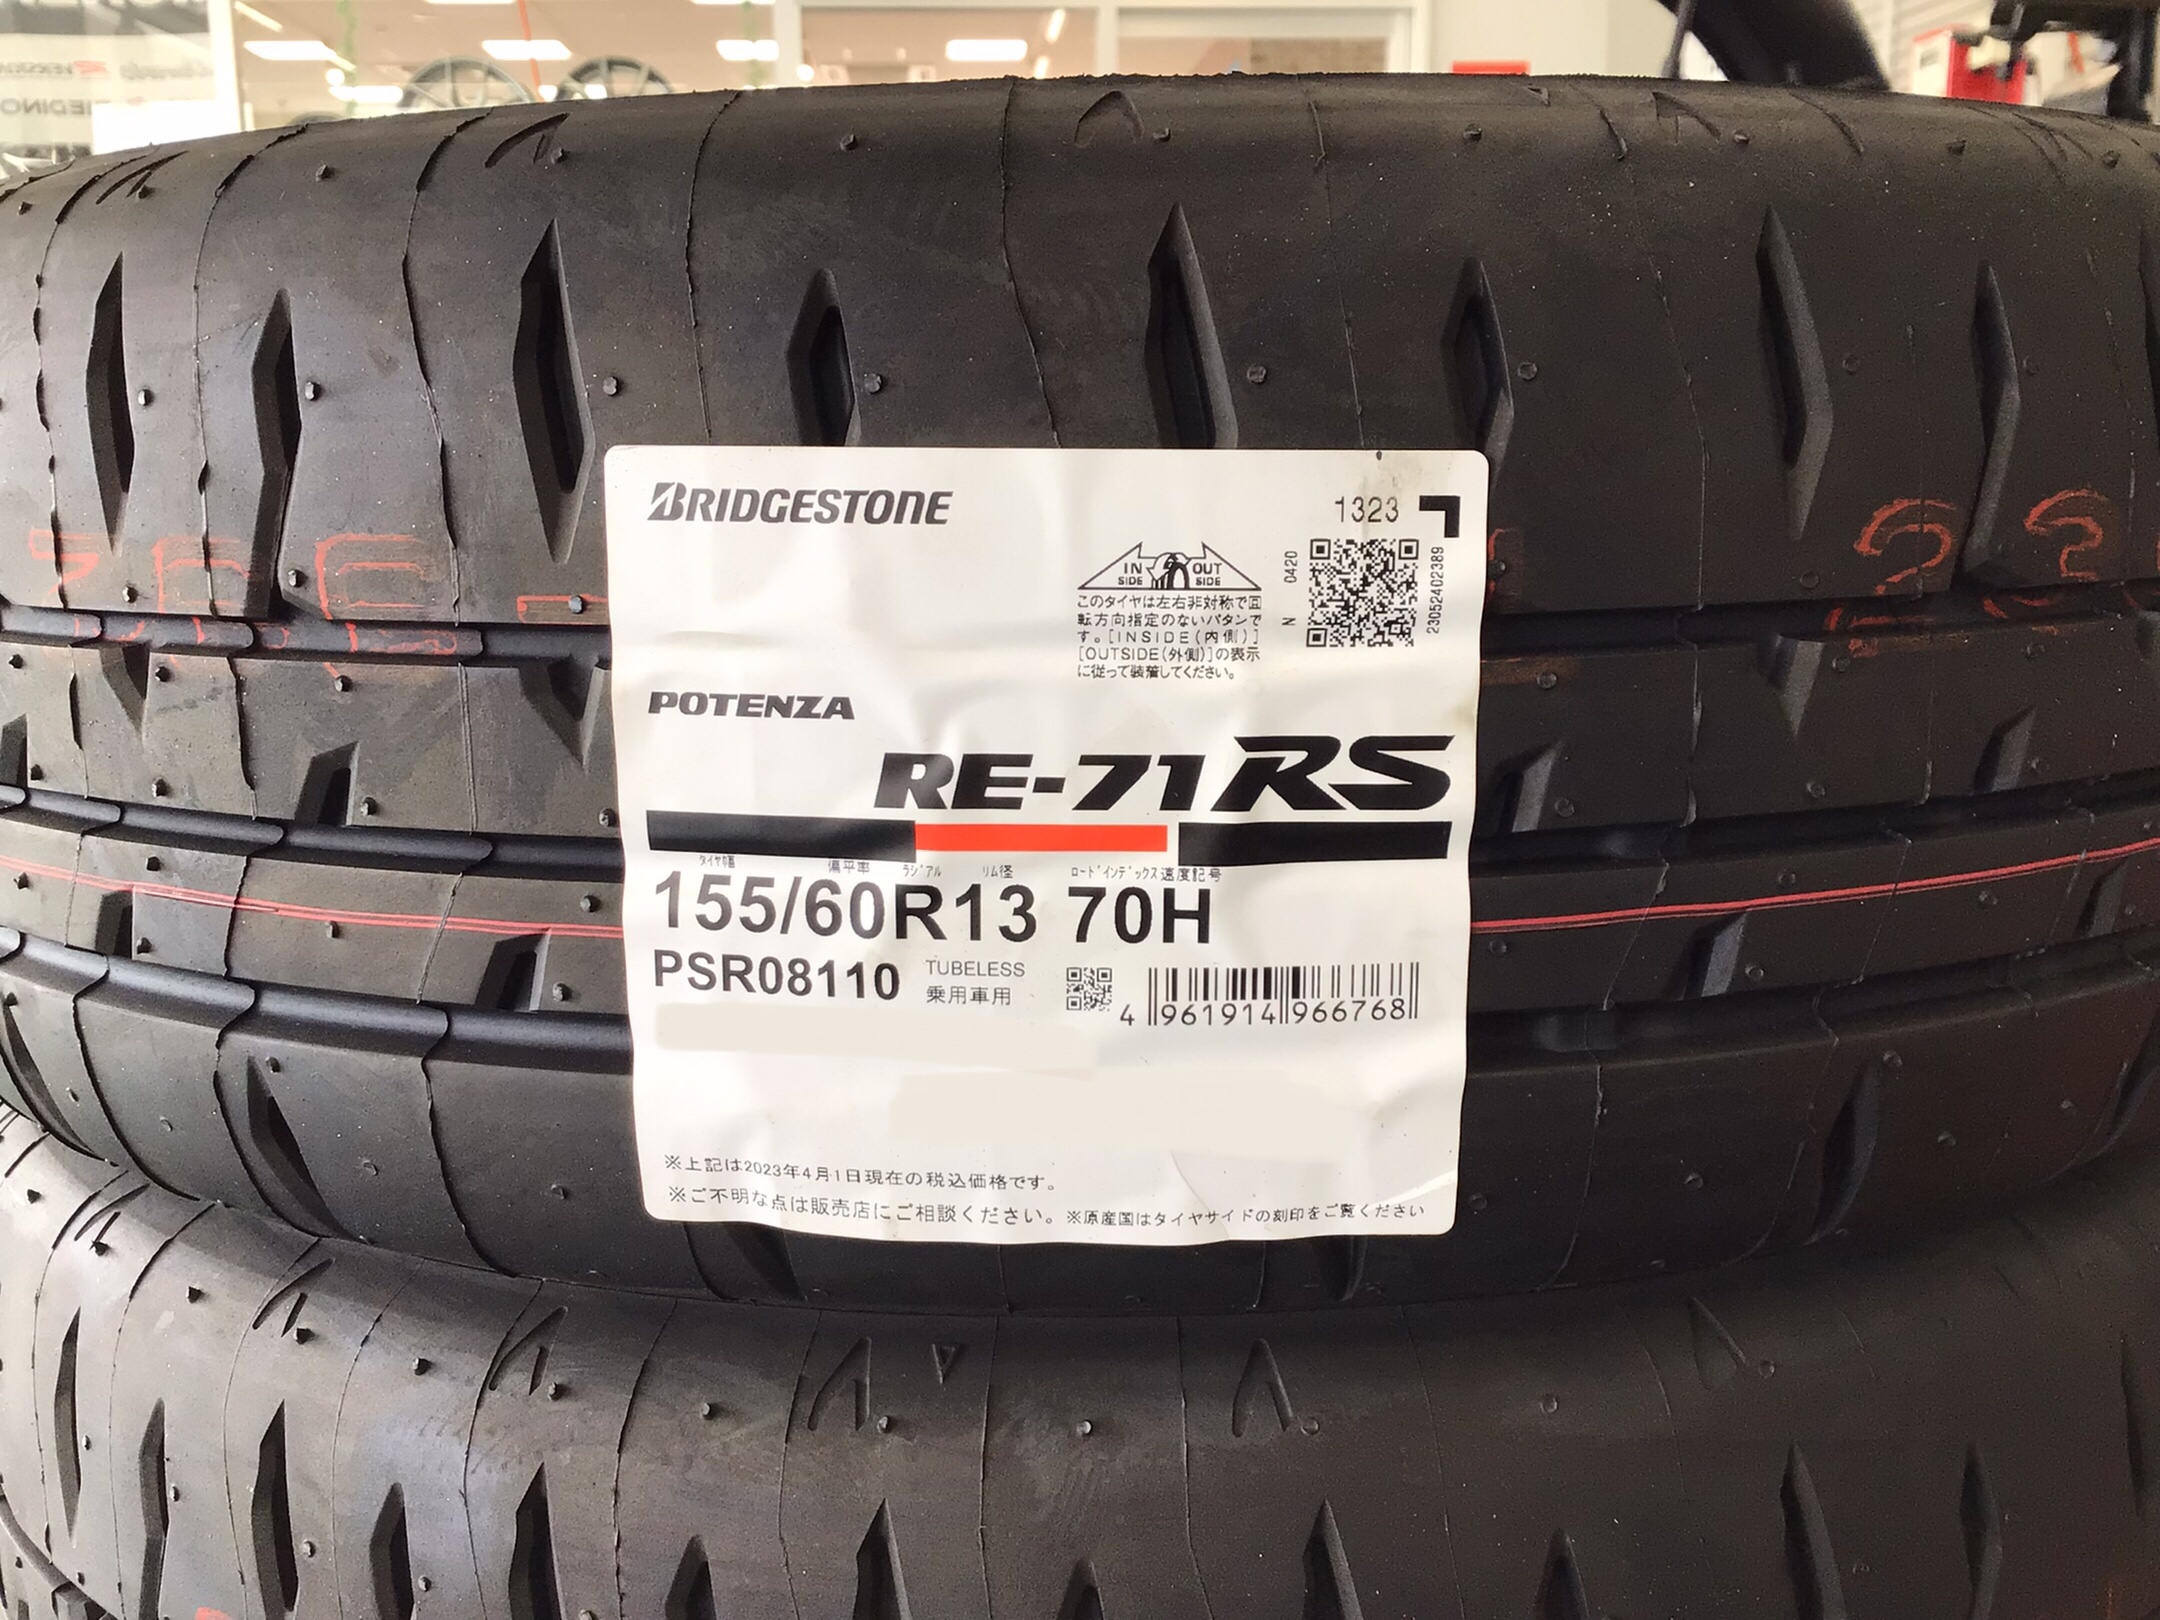 BRIDGESTONE
1323
IN SIDE OUT SIDE
このタイヤは左右非対称で回
転方向指定のないパタンで
す。[INSIDE(内側)]
[OUTSIDE(外側)]の表示
に従って装着してください。
N 0420
23052402389
POTENZA
RE-71RS
タイヤ幅 偏平率 ラジアル リム径 ロードインデックス 速度記号
155/60R13 70H
PSR08110
TUBELESS
乗用車用
4 961914 966768
※上記は2023年4月1日現在の税込価格です。
※ご不明な点は販売店にご相談ください。※原産国はタイヤサイドの刻印をご覧ください